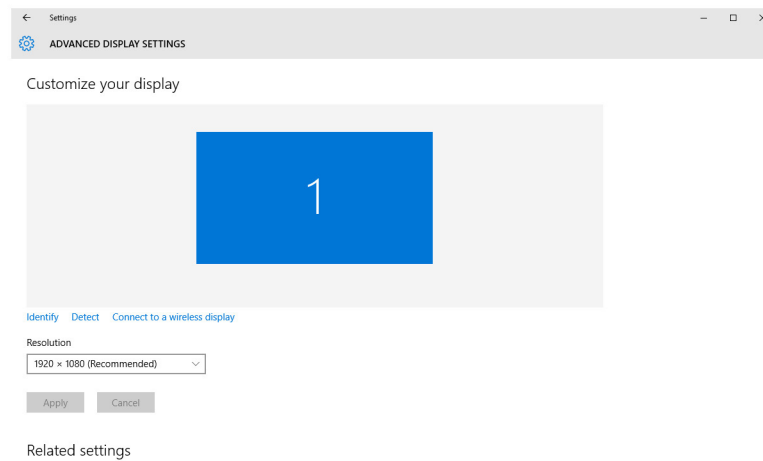 Settings
ADVANCED DISPLAY SETTINGS
Customize your display
1
Identify Detect Connect to a wireless display
Resolution
1920 × 1080 (Recommended)
Apply Cancel
Related settings